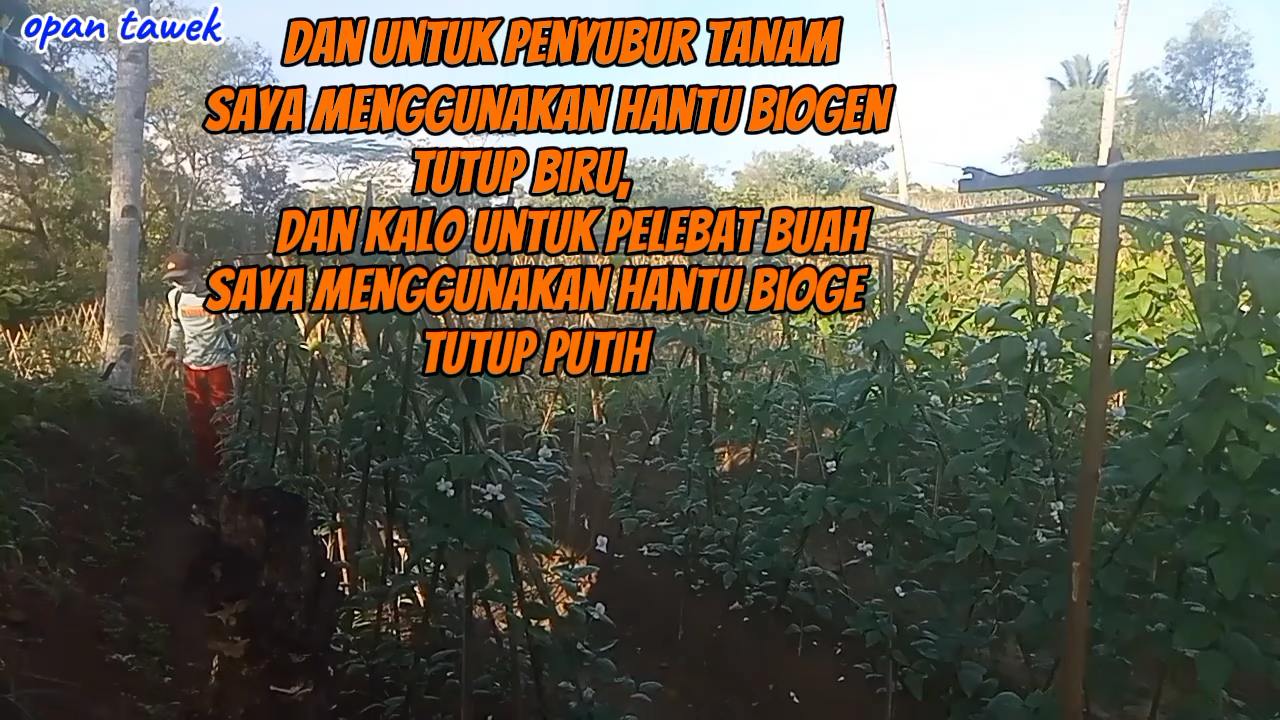 opan tawek
DAN UNTUK PENYUBUR TANAM
SAYA MENGGUNAKAN HANTU BIOGEN
TUTUP BIRU,
DAN KALO UNTUK PELEBAT BUAH
SAYA MENGGUNAKAN HANTU BIOGE
TUTUP PUTIH